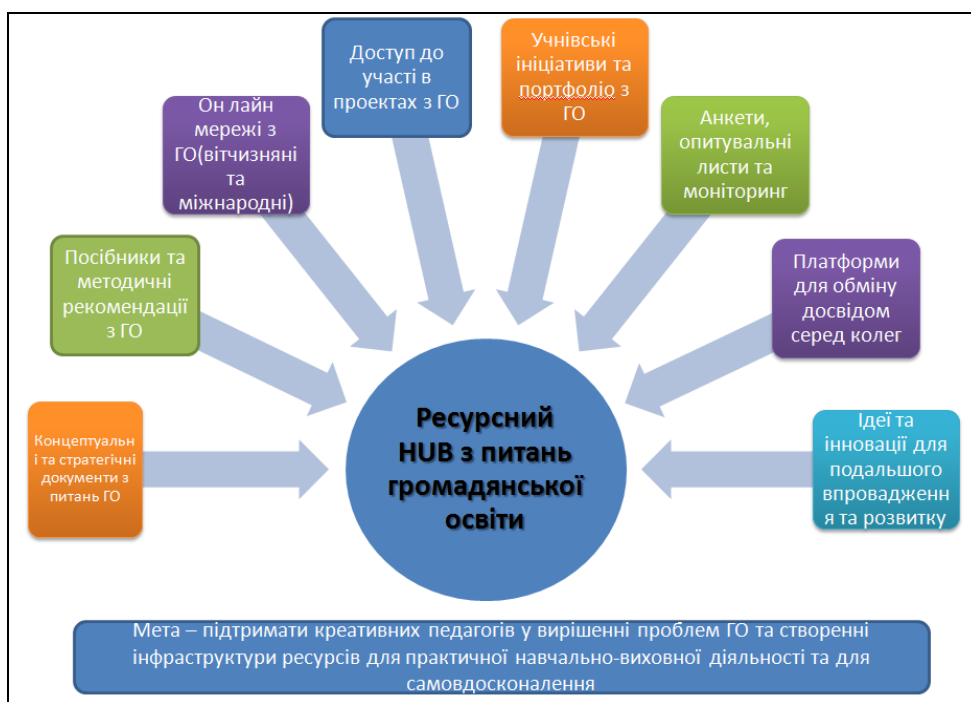 Концептуальн
і та стратегічні
документи з
питань ГО
Посібники та
методичні
рекомендації
з ГО
Он лайн
мережі з
ГО(вітчизняні
та
міжнародні)
Доступ до
участі в
проектах з ГО
Учнівські
ініціативи та
портфоліо з
ГО
Анкети,
опитувальні
листи та
моніторинг
Платформи
для обміну
досвідом
серед колег
Ідеї та
інновації для
подальшого
впровадженн
я та розвитку
Ресурсний
HUB з питань
громадянської
освіти
Мета – підтримати креативних педагогів у вирішенні проблем ГО та створенні
інфраструктури ресурсів для практичної навчально-виховної діяльності та для
самовдосконалення